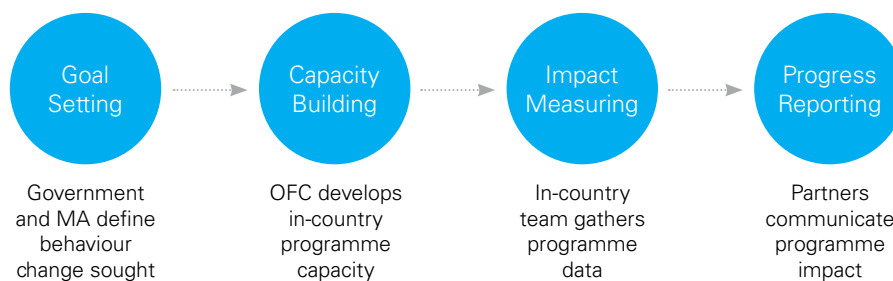 Goal
Setting
Capacity
Building
Impact
Measuring
Progress
Reporting
Government
and MA define
behaviour
change sought
OFC develops
in-country
programme
capacity
In-country
team gathers
programme
data
Partners
communicate
programme
impact